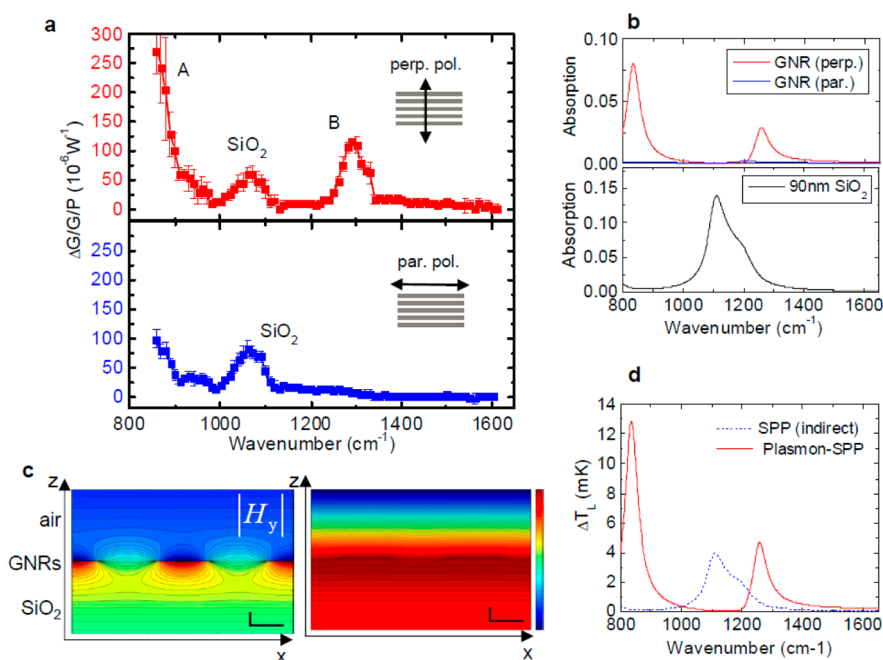 a
300
250
200
150
100
50
0
A
SiO2
B
perp. pol.
ΔG/G/P (10-6W-1)
250
200
150
100
50
0
SiO2
par. pol.
800 1000 1200 1400 1600
Wavenumber (cm-1)
b
0.10
0.05
0.00
Absorption
GNR (perp.)
GNR (par.)
0.15
0.10
0.05
0.00
Absorption
90nm SiO2
800 1000 1200 1400 1600
Wavenumber (cm-1)
c
z
air
GNRs
SiO2
|Hy|
x
z
x
d
14
12
10
8
6
4
2
0
ΔTL (mK)
SPP (indirect)
Plasmon-SPP
800 1000 1200 1400 1600
Wavenumber (cm-1)